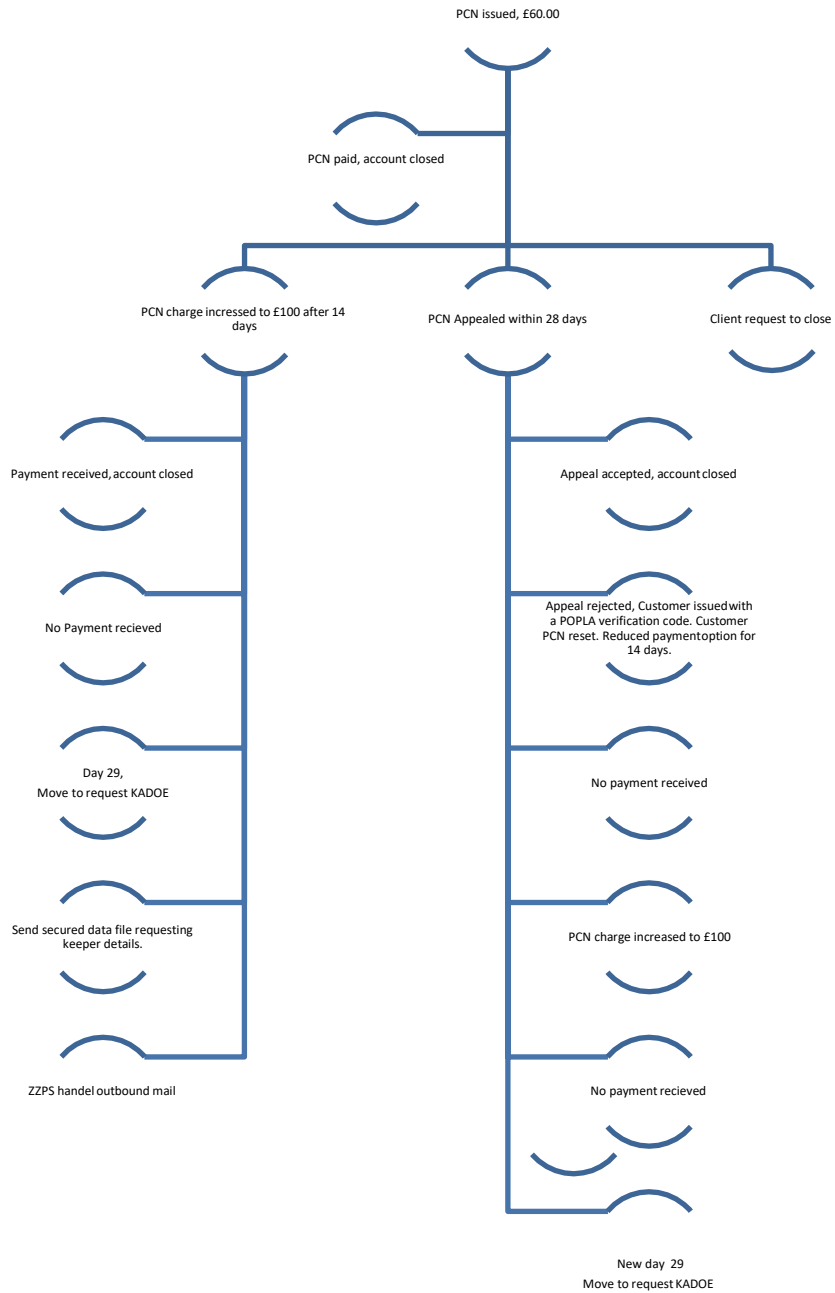 PCN issued, £60.00
PCN paid, account closed
PCN charge incressed to £100 after 14
days
PCN Appealed within 28 days
Client request to close
Payment received, account closed
No Payment recieved
Day 29,
Move to request KADOE
Send secured data file requesting
keeper details.
ZZPS handel outbound mail
Appeal accepted, account closed
Appeal rejected, Customer issued with
a POPLA verification code. Customer
PCN reset. Reduced payment option for
14 days.
No payment received
PCN charge increased to £100
No payment recieved
New day 29
Move to request KADOE